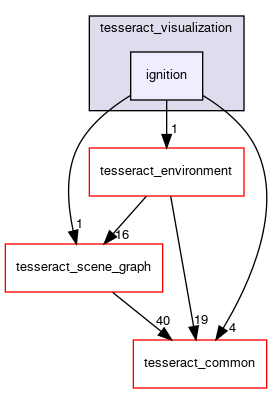 tesseract_visualization
ignition
1
tesseract_environment
1
16
tesseract_scene_graph
40
19
4
tesseract_common